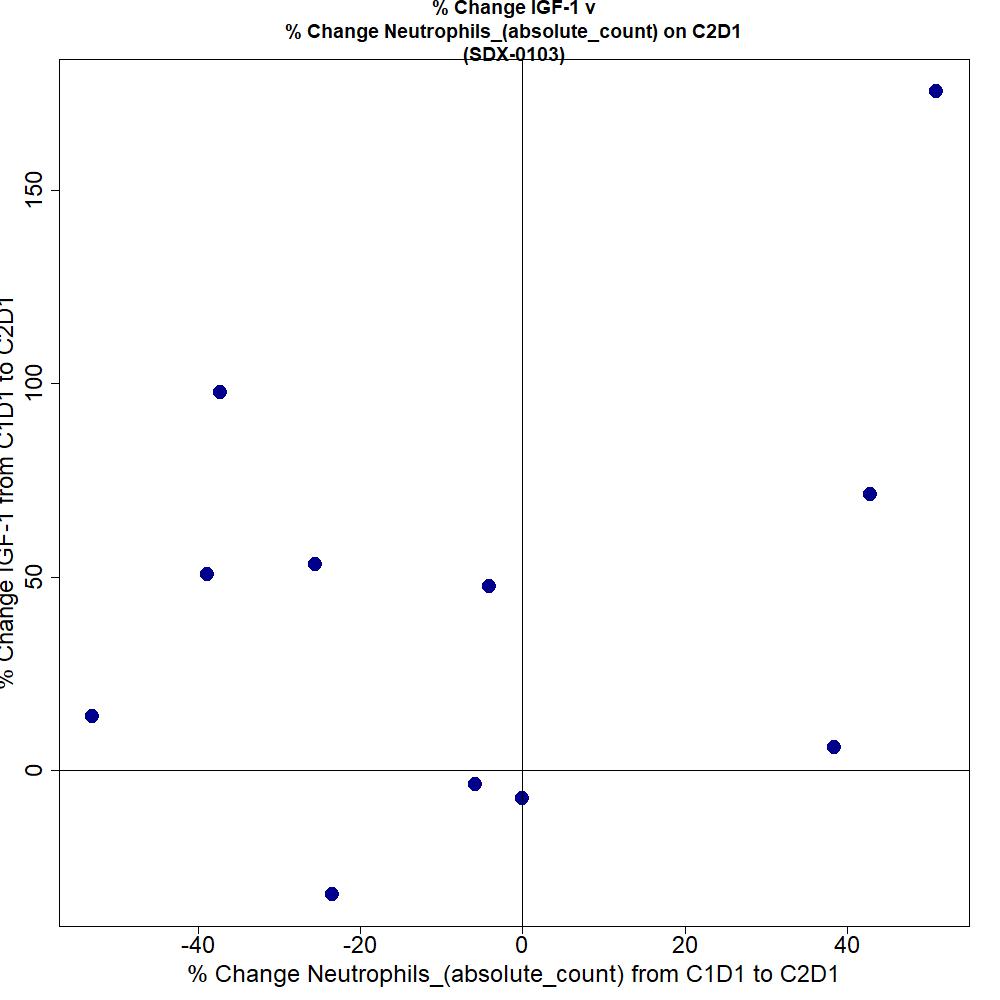 % Change IGF-1 v
% Change Neutrophils_(absolute_count) on C2D1
(SDX-0103)
% Change IGF-1 from C1D1 to C2D1
150
100
50
0
-40
-20
0
20
40
% Change Neutrophils_(absolute_count) from C1D1 to C2D1